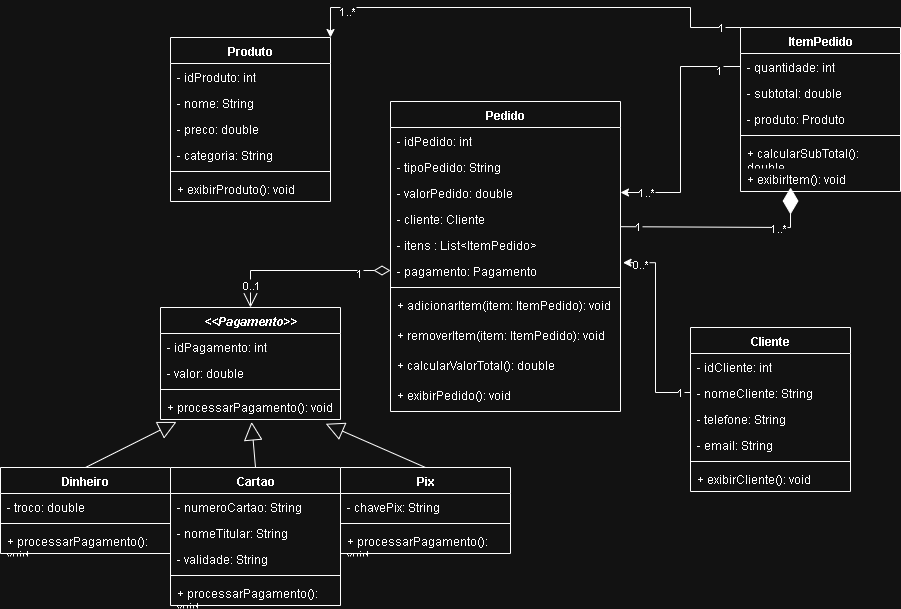 1..*
1
ItemPedido
- quantidade: int
- subtotal: double
- produto: Produto
+ calcularSubTotal():
double
+ exibirItem(): void
Produto
- idProduto: int
- nome: String
- preco: double
- categoria: String
+ exibirProduto(): void
1
1..*
Pedido
- idPedido: int
- tipoPedido: String
- valorPedido: double
- cliente: Cliente
- itens : List<ItemPedido>
- pagamento: Pagamento
+ adicionarItem(item: ItemPedido): void
+ removerItem(item: ItemPedido): void
+ calcularValorTotal(): double
+ exibirPedido(): void
1
1..*
0..*
1
1
0..1
<<Pagamento>>
- idPagamento: int
- valor: double
+ processarPagamento(): void
Cliente
- idCliente: int
- nomeCliente: String
- telefone: String
- email: String
+ exibirCliente(): void
Dinheiro
- troco: double
+ processarPagamento():
void
Cartao
- numeroCartao: String
- nomeTitular: String
- validade: String
+ processarPagamento():
void
Pix
- chavePix: String
+ processarPagamento():
void